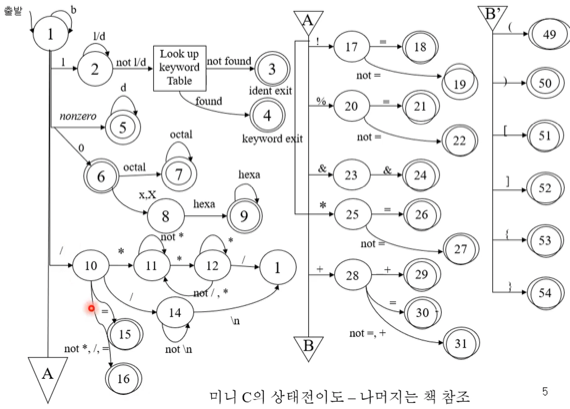 출발
b
1
l/d
l
2
not l/d
Look up
keyword
Table
not found
3
ident exit
found
4
keyword exit
d
nonzero
5
0
octal
6
octal
7
x,X
8
hexa
hexa
9
not *
*
/
10
*
11
*
12
/
1
not / , *
/
14
\n
not \n
=
15
not *, /, =
16
A
A
!
17
=
18
not =
19
%
20
=
21
not =
22
&
23
&
24
*
25
=
26
not =
27
+
28
+
29
=
30
not =, +
31
B
B'
(
49
)
50
[
51
]
52
{
53
}
54
미니 C의 상태전이도 – 나머지는 책 참조
5